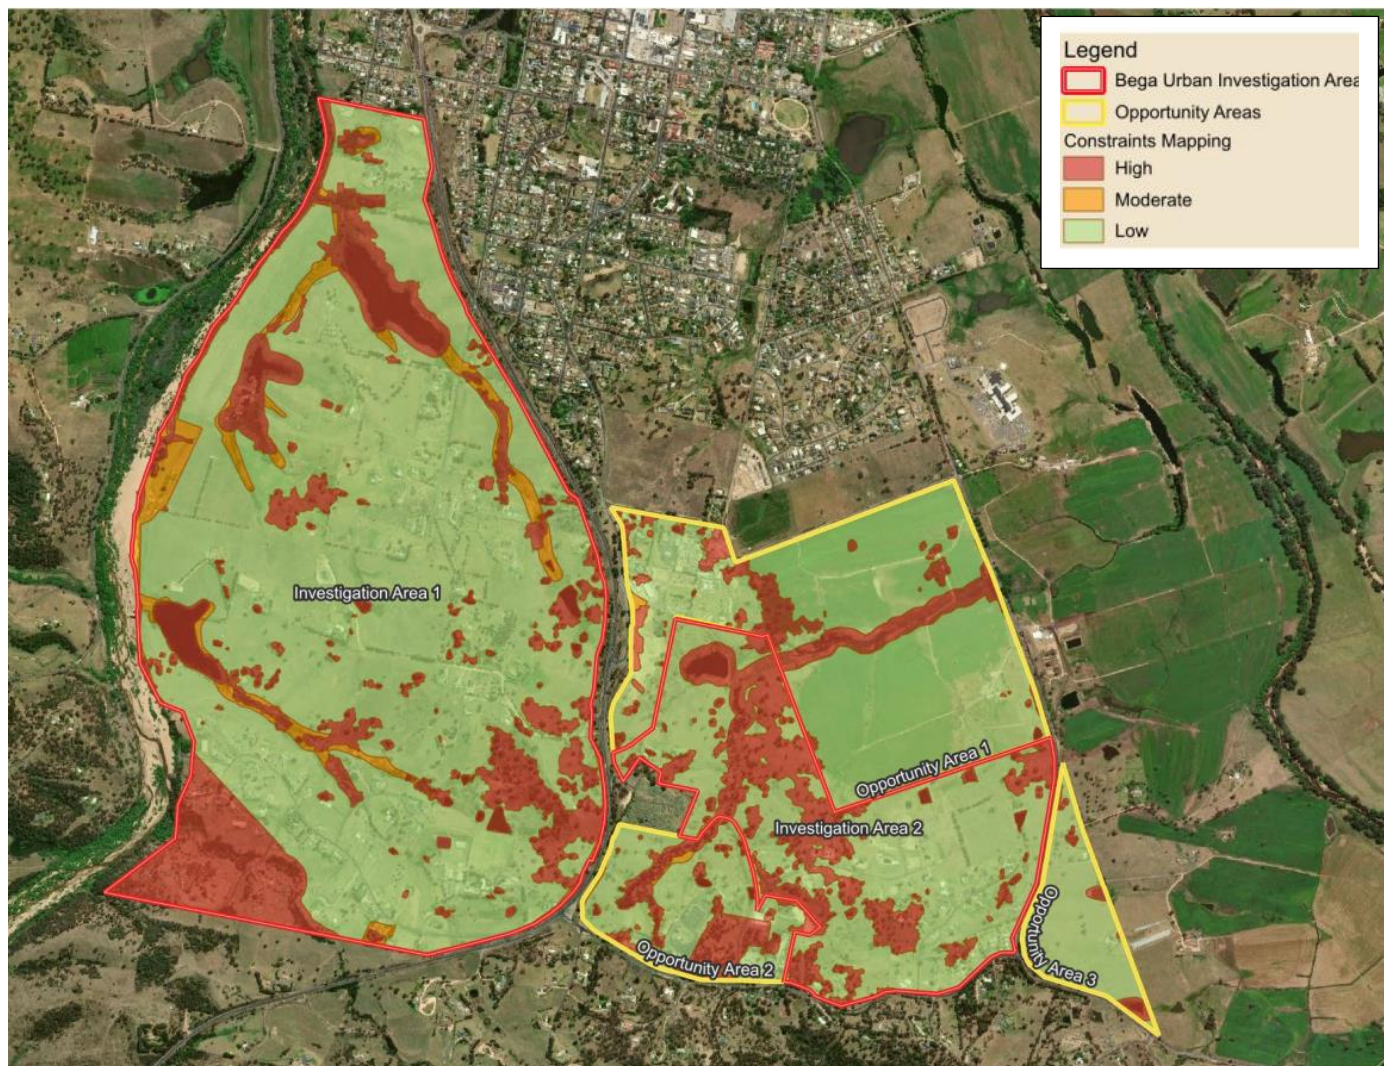 Legend
Bega Urban Investigation Area
Opportunity Areas
Constraints Mapping
High
Moderate
Low
Investigation Area 1
Opportunity Area 1
Investigation Area 2
Opportunity Area 2
Opportunity Area 3